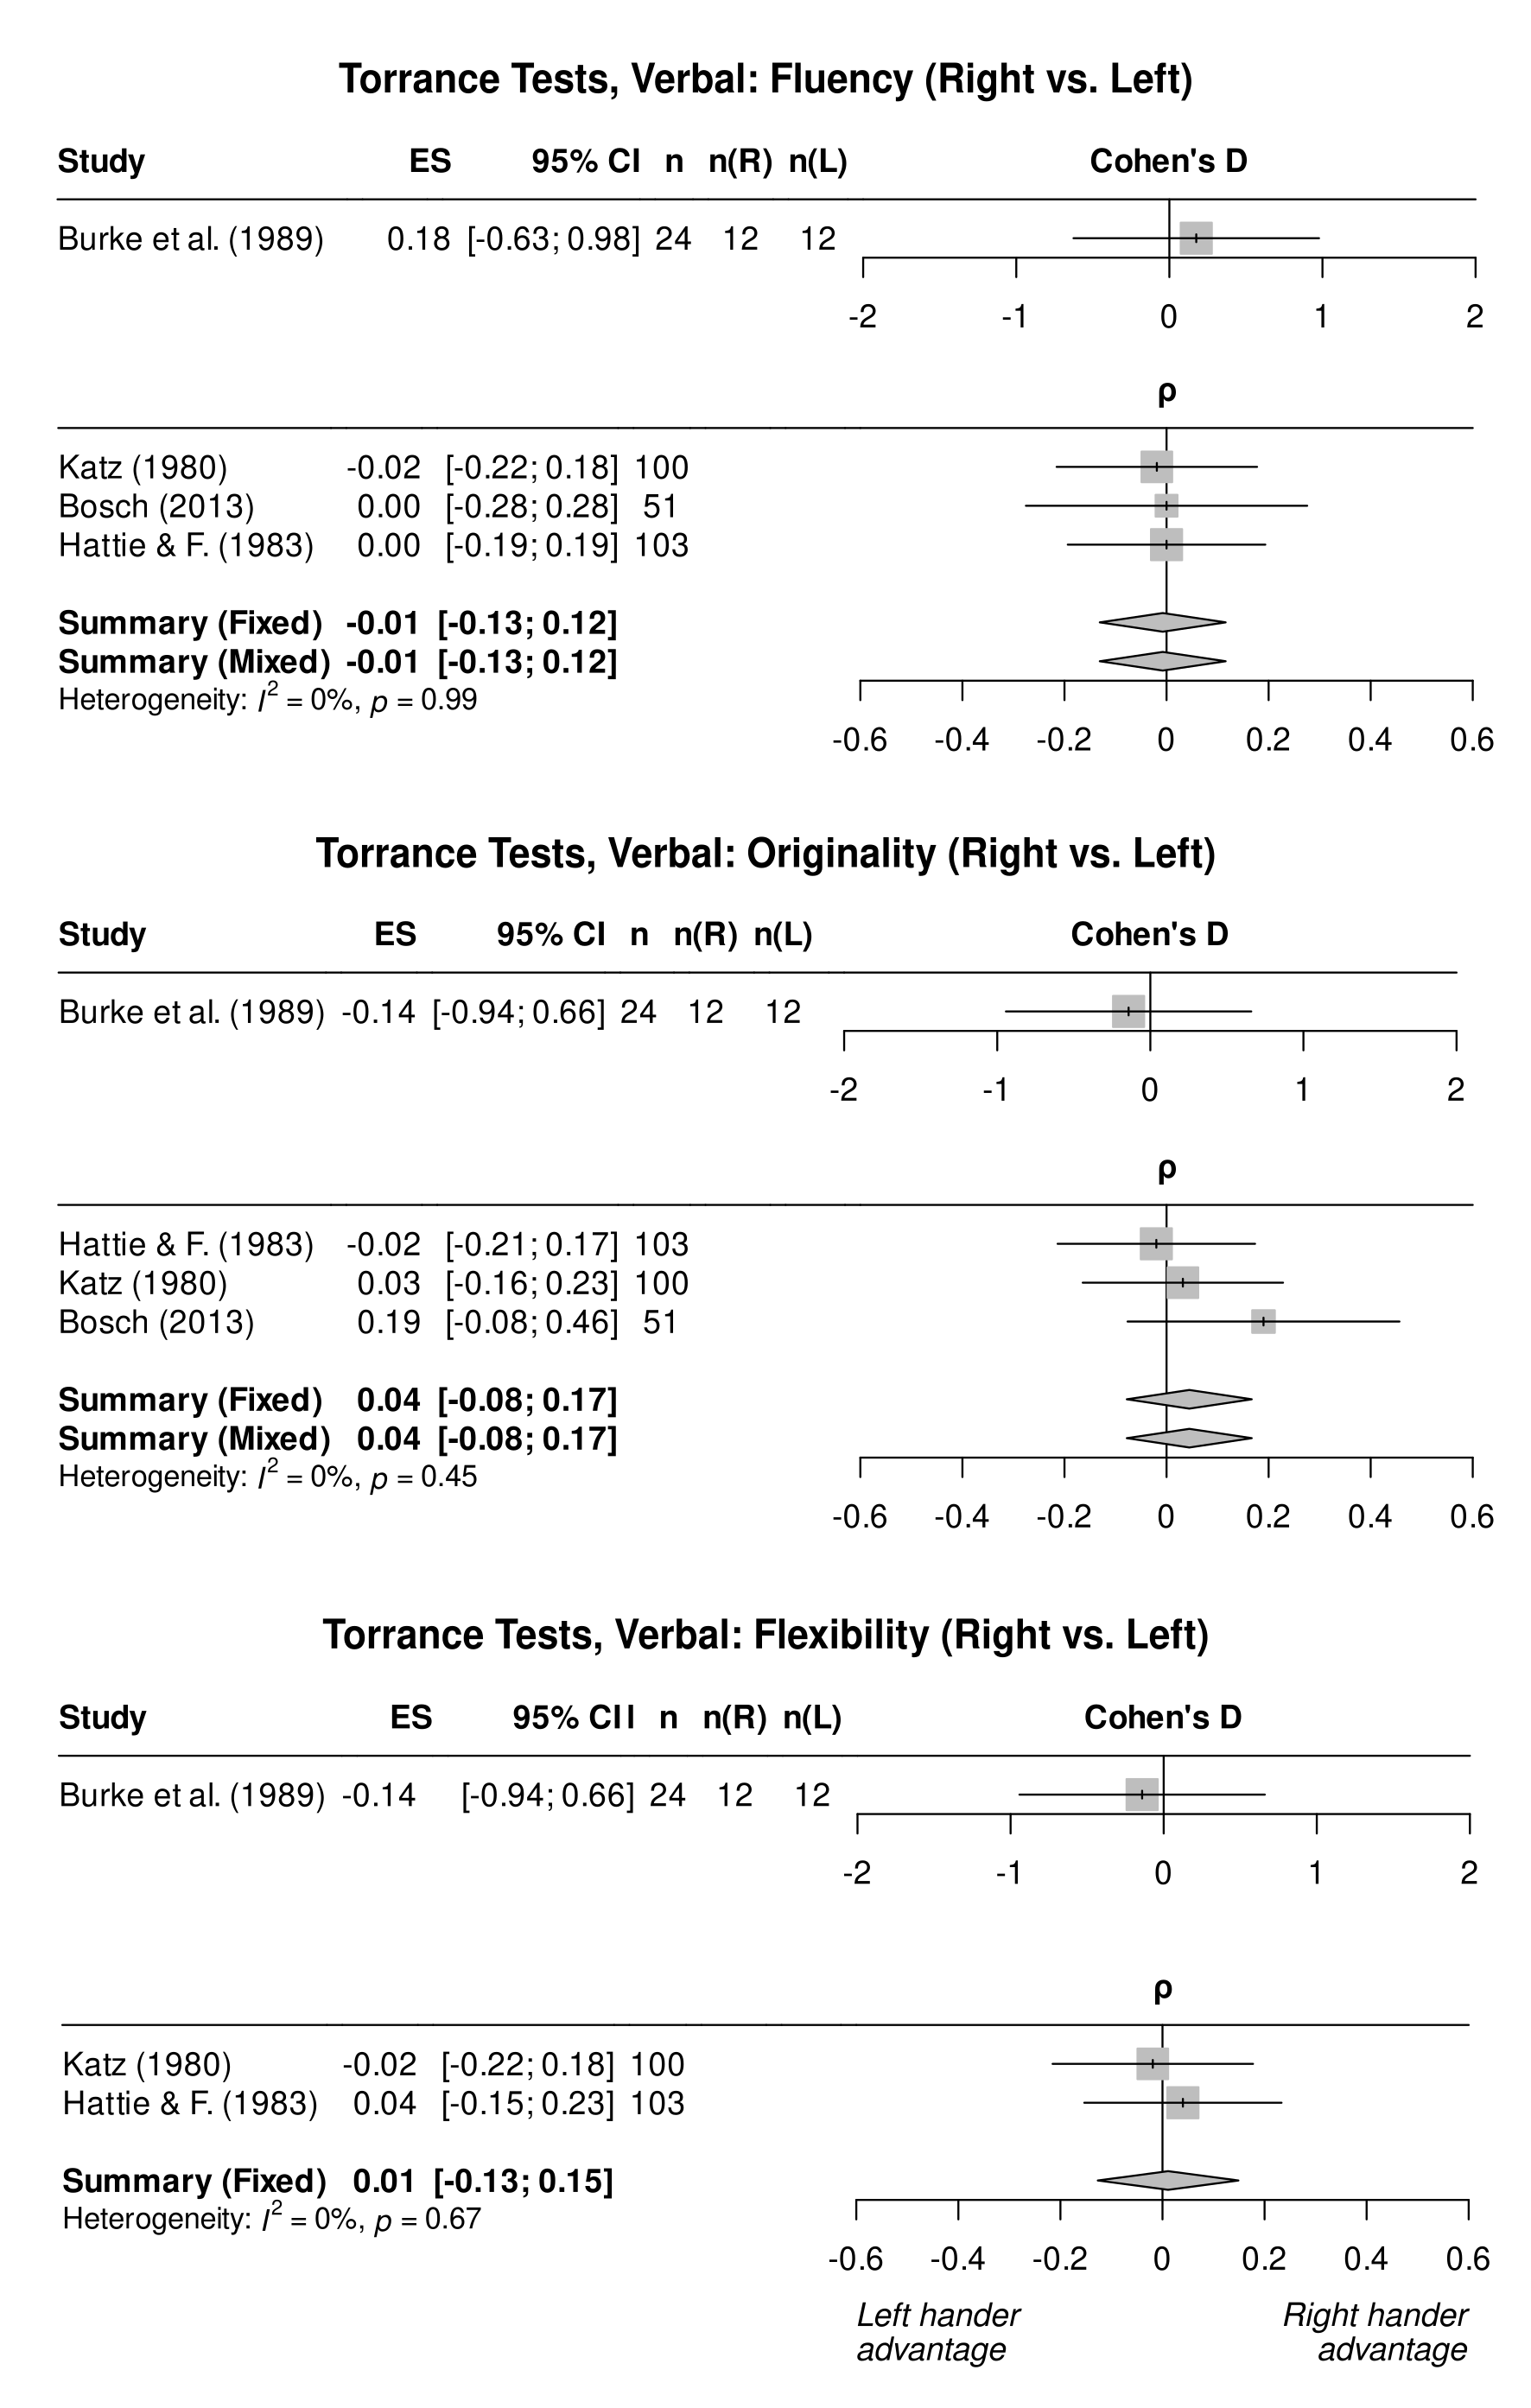 Torrance Tests, Verbal: Fluency (Right vs. Left)
Study ES 95% CI n n(R) n(L) Cohen's D
Burke et al. (1989) 0.18 [-0.63; 0.98] 24 12 12
-2 -1 0 1 2
ρ
Katz (1980) -0.02 [-0.22; 0.18] 100
Bosch (2013) 0.00 [-0.28; 0.28] 51
Hattie & F. (1983) 0.00 [-0.19; 0.19] 103
Summary (Fixed) -0.01 [-0.13; 0.12]
Summary (Mixed) -0.01 [-0.13; 0.12]
Heterogeneity: I² = 0%, p = 0.99
-0.6 -0.4 -0.2 0 0.2 0.4 0.6
Torrance Tests, Verbal: Originality (Right vs. Left)
Study ES 95% CI n n(R) n(L) Cohen's D
Burke et al. (1989) -0.14 [-0.94; 0.66] 24 12 12
-2 -1 0 1 2
ρ
Hattie & F. (1983) -0.02 [-0.21; 0.17] 103
Katz (1980) 0.03 [-0.16; 0.23] 100
Bosch (2013) 0.19 [-0.08; 0.46] 51
Summary (Fixed) 0.04 [-0.08; 0.17]
Summary (Mixed) 0.04 [-0.08; 0.17]
Heterogeneity: I² = 0%, p = 0.45
-0.6 -0.4 -0.2 0 0.2 0.4 0.6
Torrance Tests, Verbal: Flexibility (Right vs. Left)
Study ES 95% CI I n n(R) n(L) Cohen's D
Burke et al. (1989) -0.14 [-0.94; 0.66] 24 12 12
-2 -1 0 1 2
ρ
Katz (1980) -0.02 [-0.22; 0.18] 100
Hattie & F. (1983) 0.04 [-0.15; 0.23] 103
Summary (Fixed) 0.01 [-0.13; 0.15]
Heterogeneity: I² = 0%, p = 0.67
-0.6 -0.4 -0.2 0 0.2 0.4 0.6
Left hander Right hander
advantage advantage